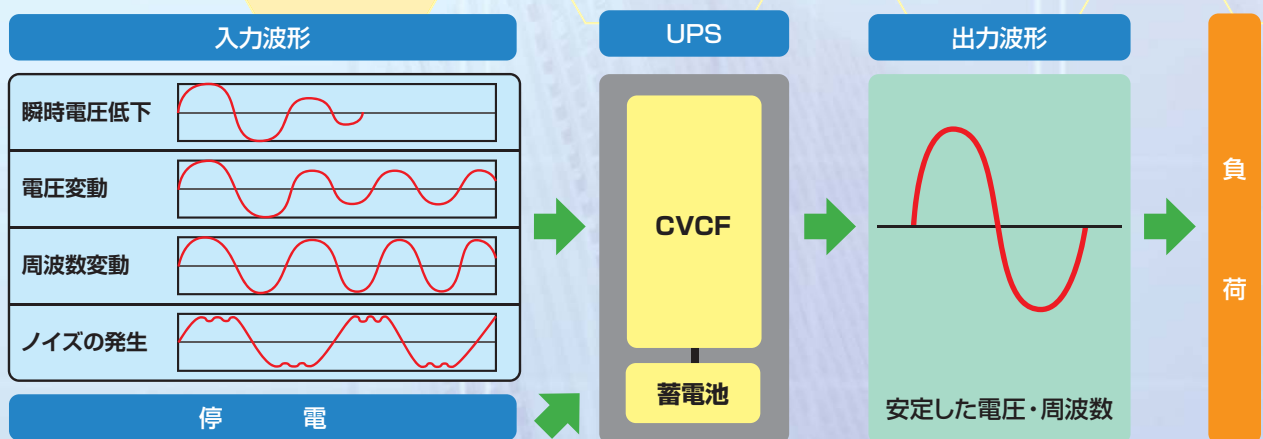 入力波形
瞬時電圧低下
電圧変動
周波数変動
ノイズの発生
停 電
UPS
CVCF
蓄電池
出力波形
安定した電圧・周波数
負
荷